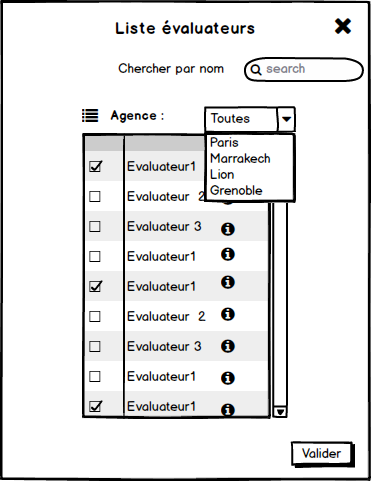 Liste évaluateurs
Chercher par nom
search
Agence :
Toutes
Paris
Marrakech
Lion
Grenoble
Evaluateur1
Evaluateur 2
Evaluateur 3
Evaluateur1
Evaluateur1
Evaluateur 2
Evaluateur 3
Evaluateur1
Evaluateur1
Valider